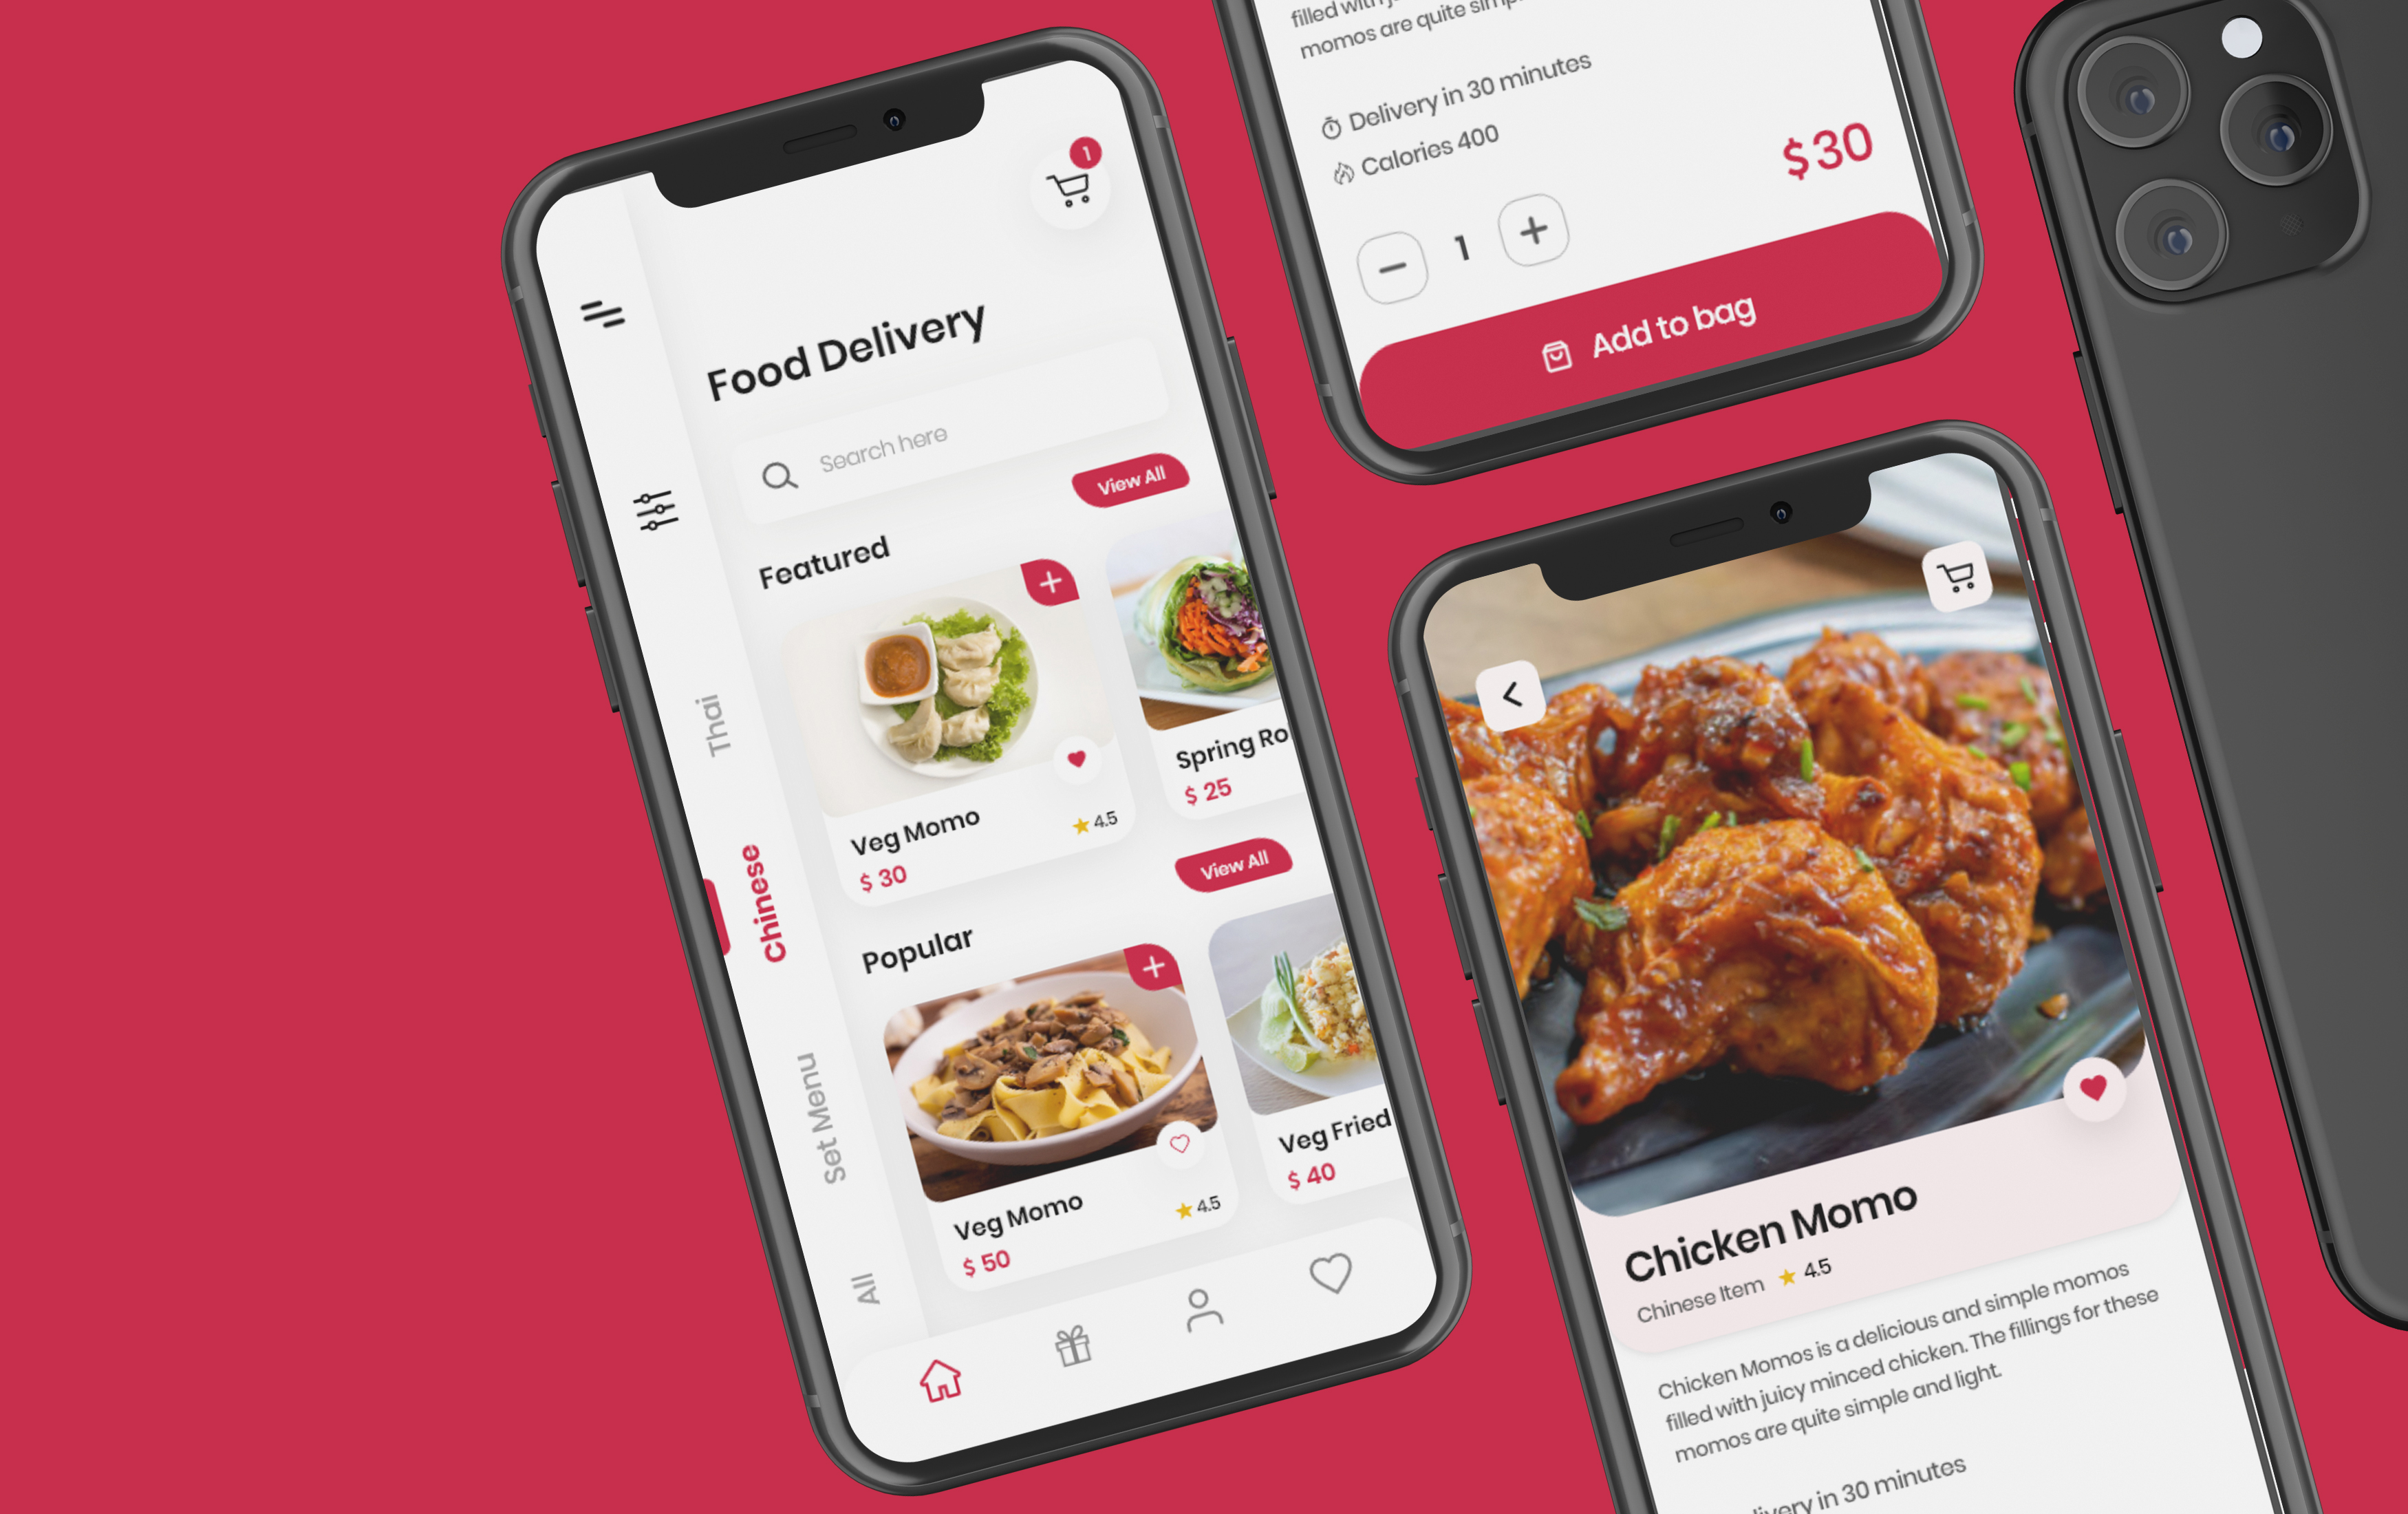 1
Food Delivery
Search here
View All
Featured
Veg Momo
$ 30
4.5
Spring Ro
$ 25
View All
Popular
Veg Momo
$ 50
4.5
Veg Fried
$ 40
Thai
Chinese
Set Menu
All
filled with
momos are quite
Delivery in 30 minutes
Calories 400
$30
1
Add to bag
Chicken Momo
Chinese Item 4.5
Chicken Momos is a delicious and simple momos
filled with juicy minced chicken. The fillings for these
momos are quite simple and light.
livery in 30 minutes